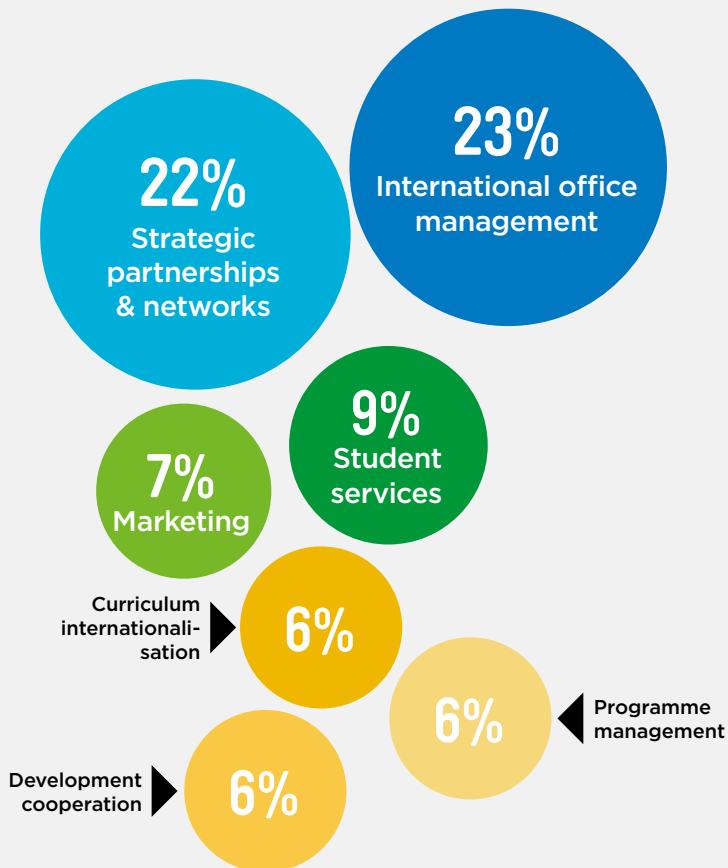 23%
International office
management
22%
Strategic
partnerships
& networks
9%
Student
services
7%
Marketing
Curriculum
internationali-
sation
6%
6%
Programme
management
Development
cooperation
6%